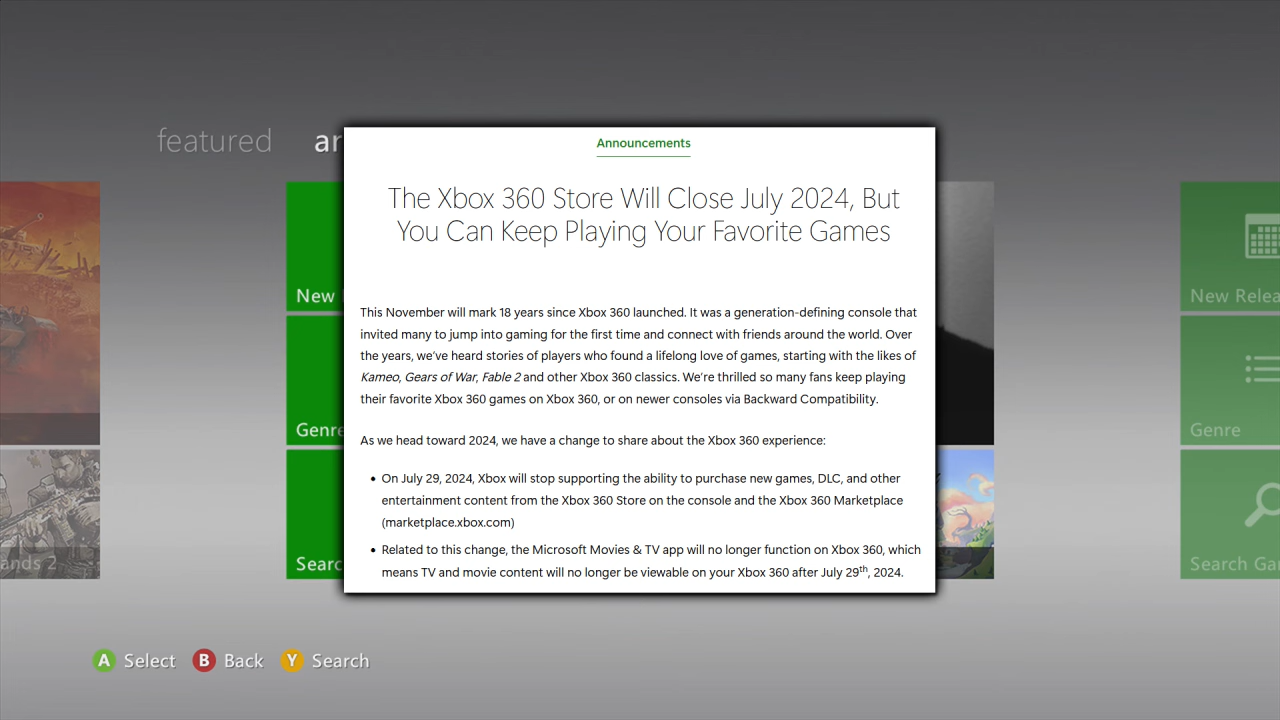 featured
ar
Announcements
The Xbox 360 Store Will Close July 2024, But
You Can Keep Playing Your Favorite Games
This November will mark 18 years since Xbox 360 launched. It was a generation-defining console that
invited many to jump into gaming for the first time and connect with friends around the world. Over
the years, we've heard stories of players who found a lifelong love of games, starting with the likes of
Kameo, Gears of War, Fable 2 and other Xbox 360 classics. We're thrilled so many fans keep playing
their favorite Xbox 360 games on Xbox 360, or on newer consoles via Backward Compatibility.
As we head toward 2024, we have a change to share about the Xbox 360 experience:
• On July 29, 2024, Xbox will stop supporting the ability to purchase new games, DLC, and other
entertainment content from the Xbox 360 Store on the console and the Xbox 360 Marketplace
(marketplace.xbox.com)
• Related to this change, the Microsoft Movies & TV app will no longer function on Xbox 360, which
means TV and movie content will no longer be viewable on your Xbox 360 after July 29th, 2024.
New
Genre
Searc
ands 2
New Relea
Genre
Search Ga
A Select B Back Y Search